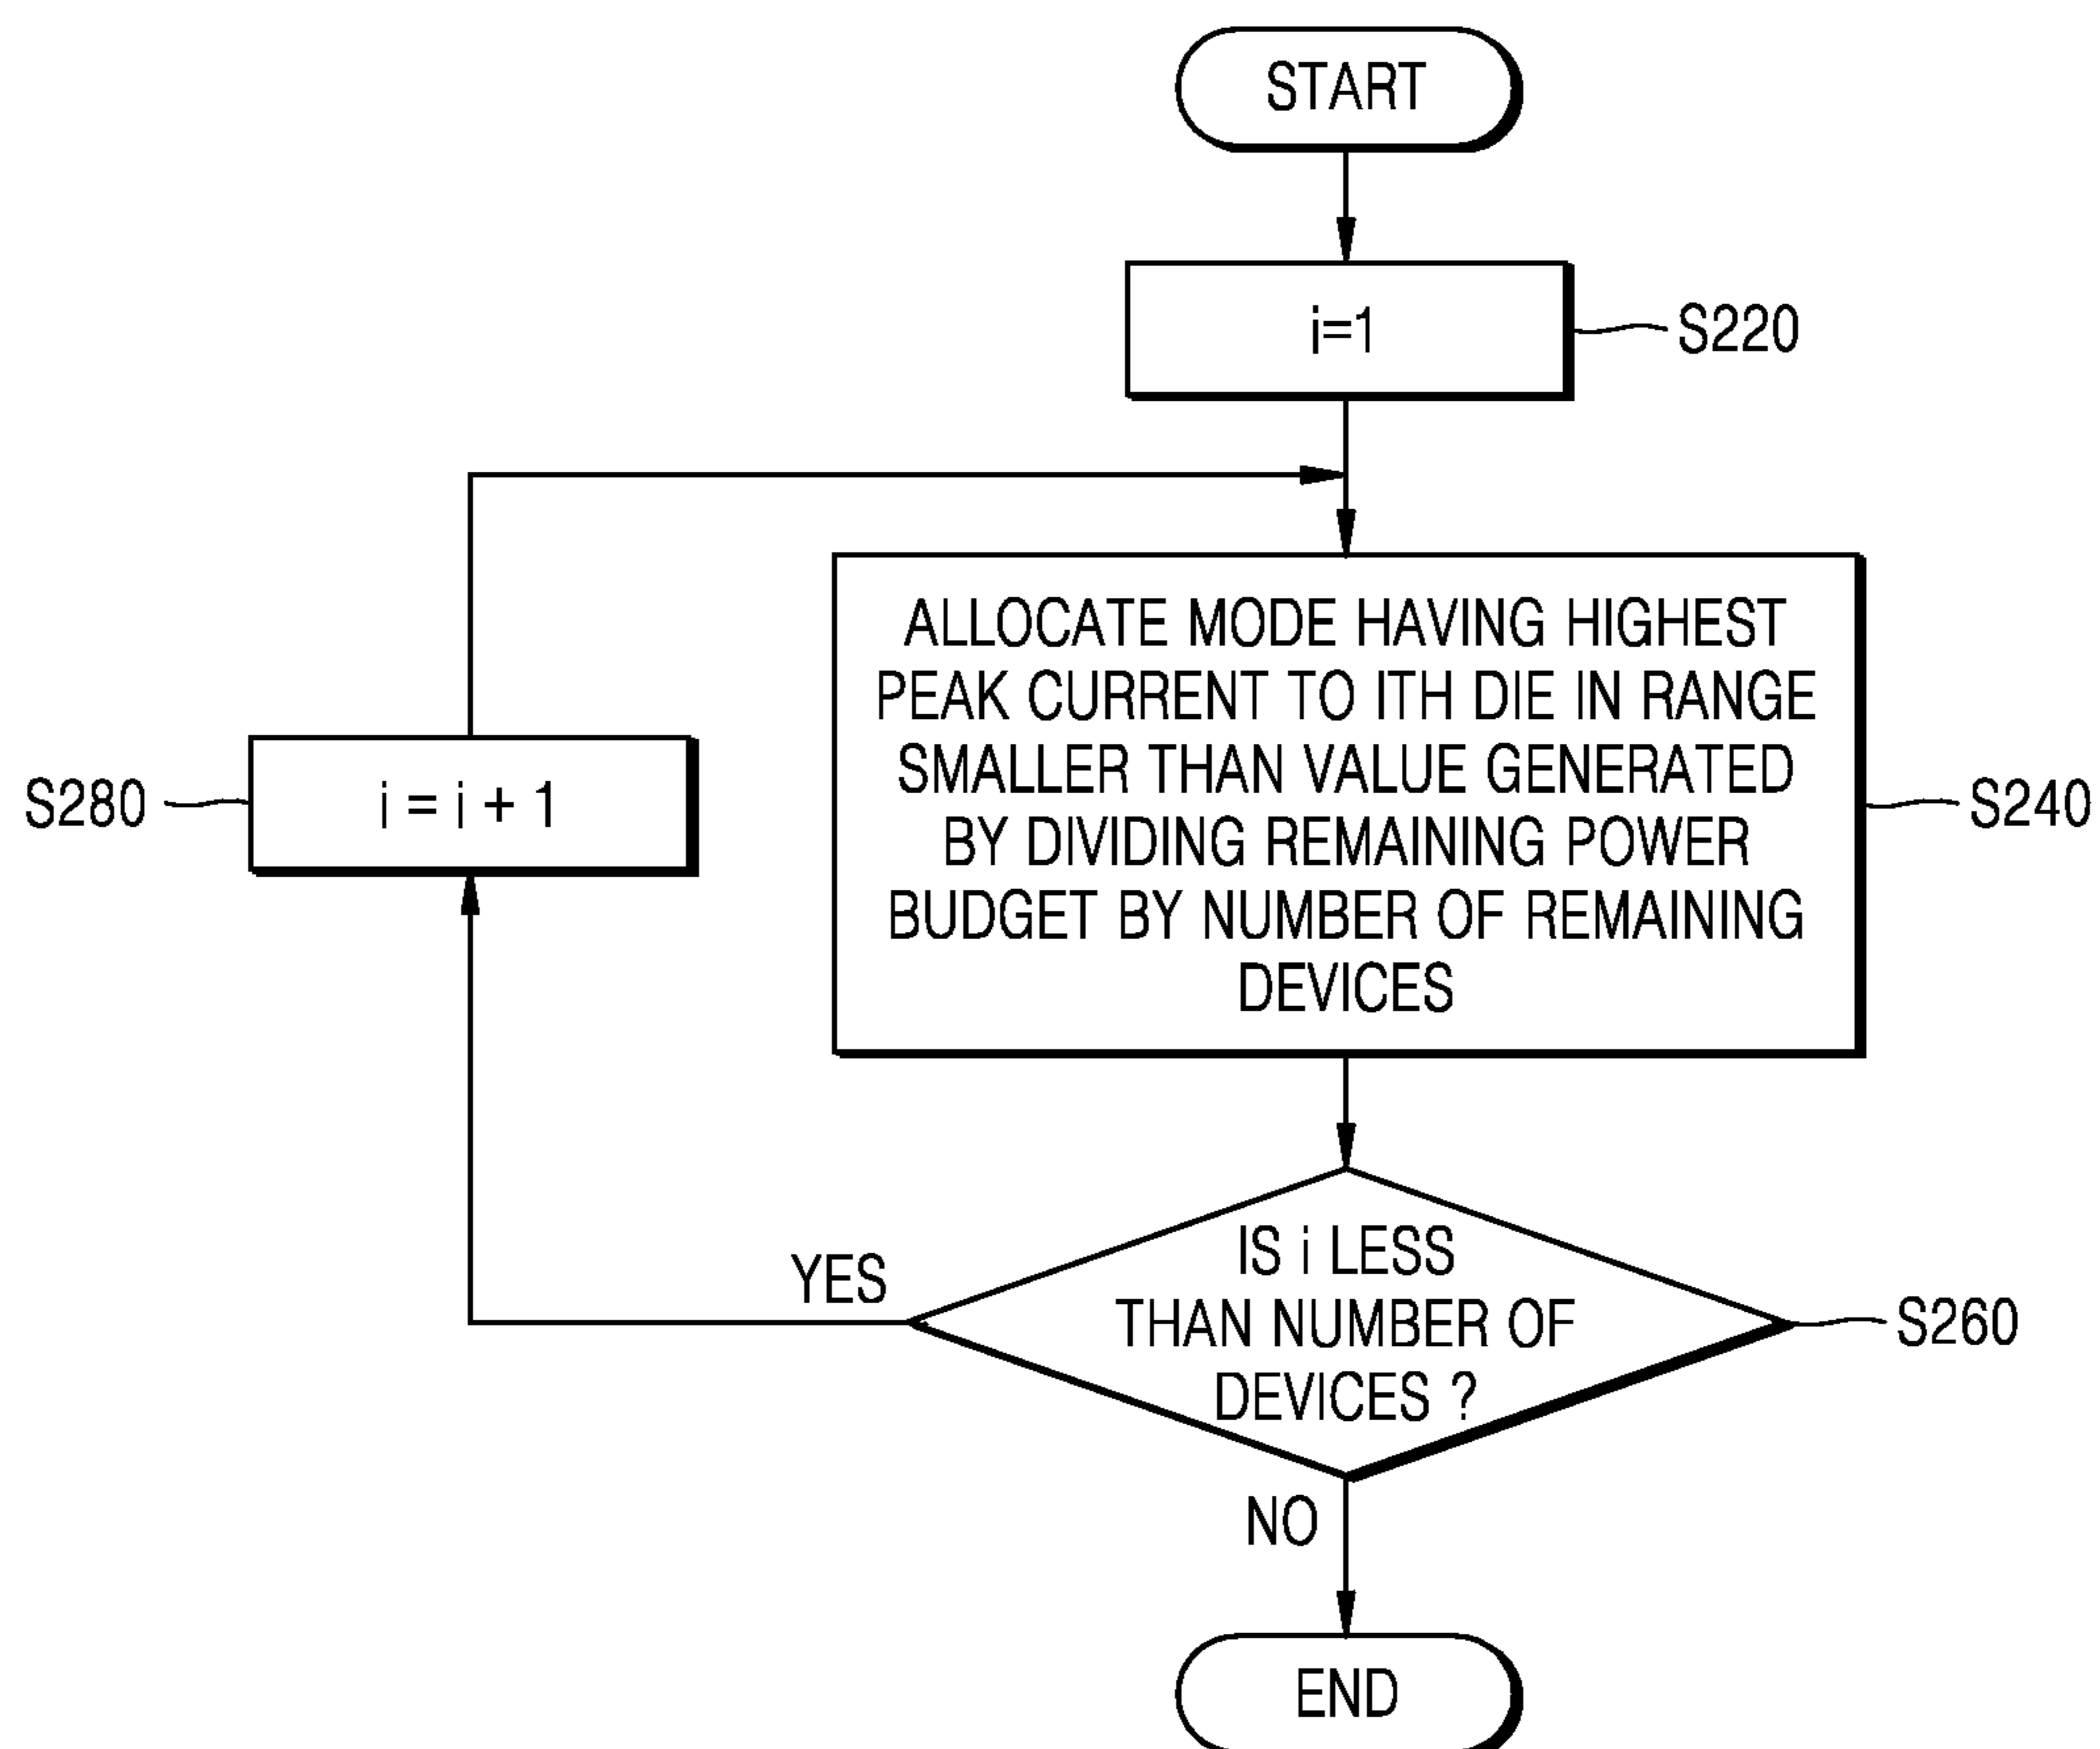 START
i=1
S220
ALLOCATE MODE HAVING HIGHEST
PEAK CURRENT TO ITH DIE IN RANGE
SMALLER THAN VALUE GENERATED
BY DIVIDING REMAINING POWER
BUDGET BY NUMBER OF REMAINING
DEVICES
S240
S280
i = i + 1
IS i LESS
THAN NUMBER OF
DEVICES ?
S260
YES
NO
END